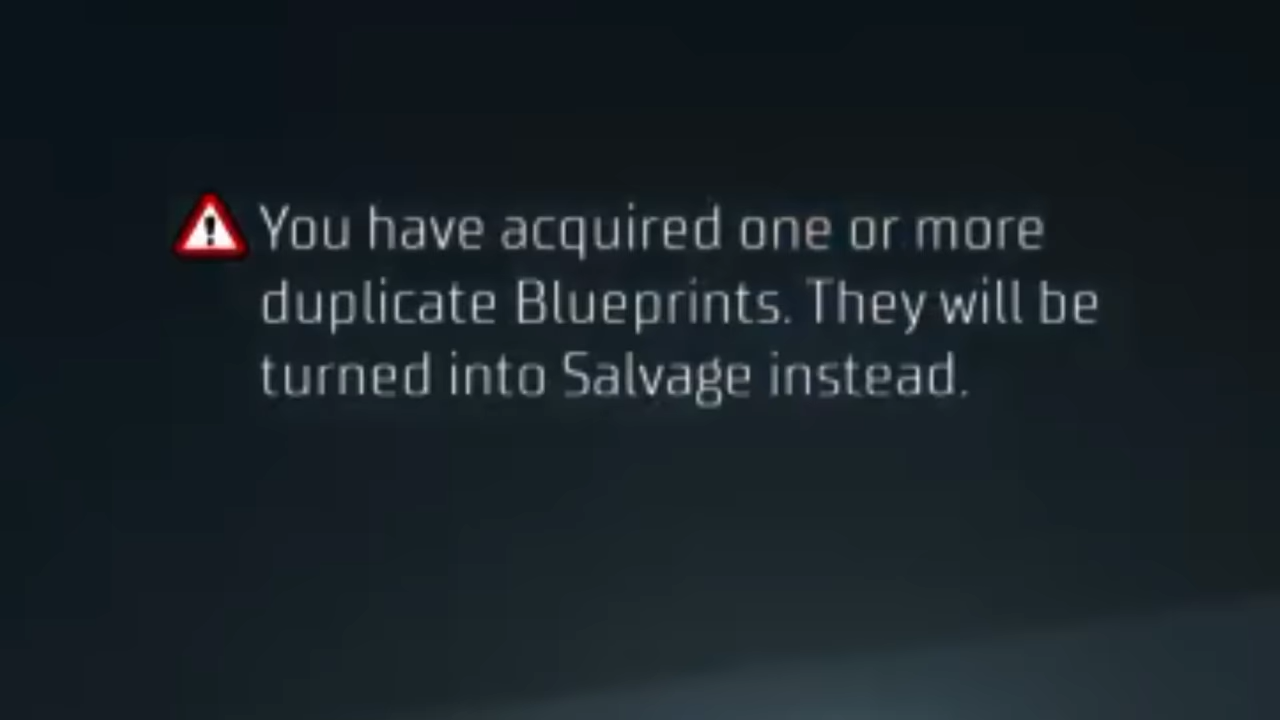 You have acquired one or more
duplicate Blueprints. They will be
turned into Salvage instead.